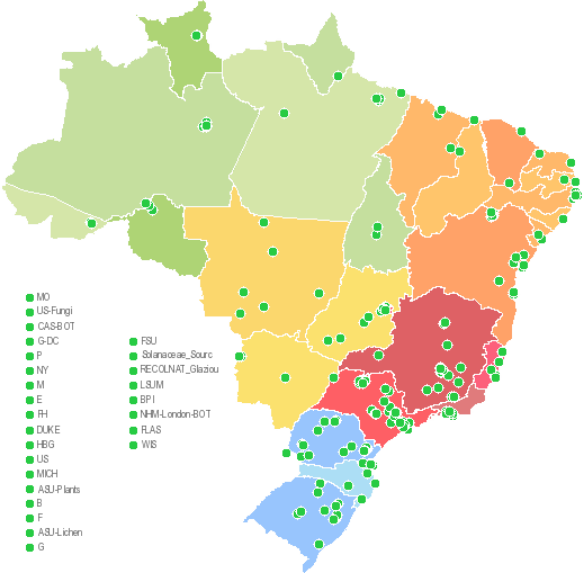 MO
US-Fungi
CAS-BOT
G-DC
P
NY
M
E
FH
DUKE
HBG
US
MICH
ASU-Plants
B
F
ASU-Lichen
G
FSU
Solanaceae_Sourc
RECOLNAT_Glaziou
LSUM
BPI
NHM-London-BOT
FLAS
WIS